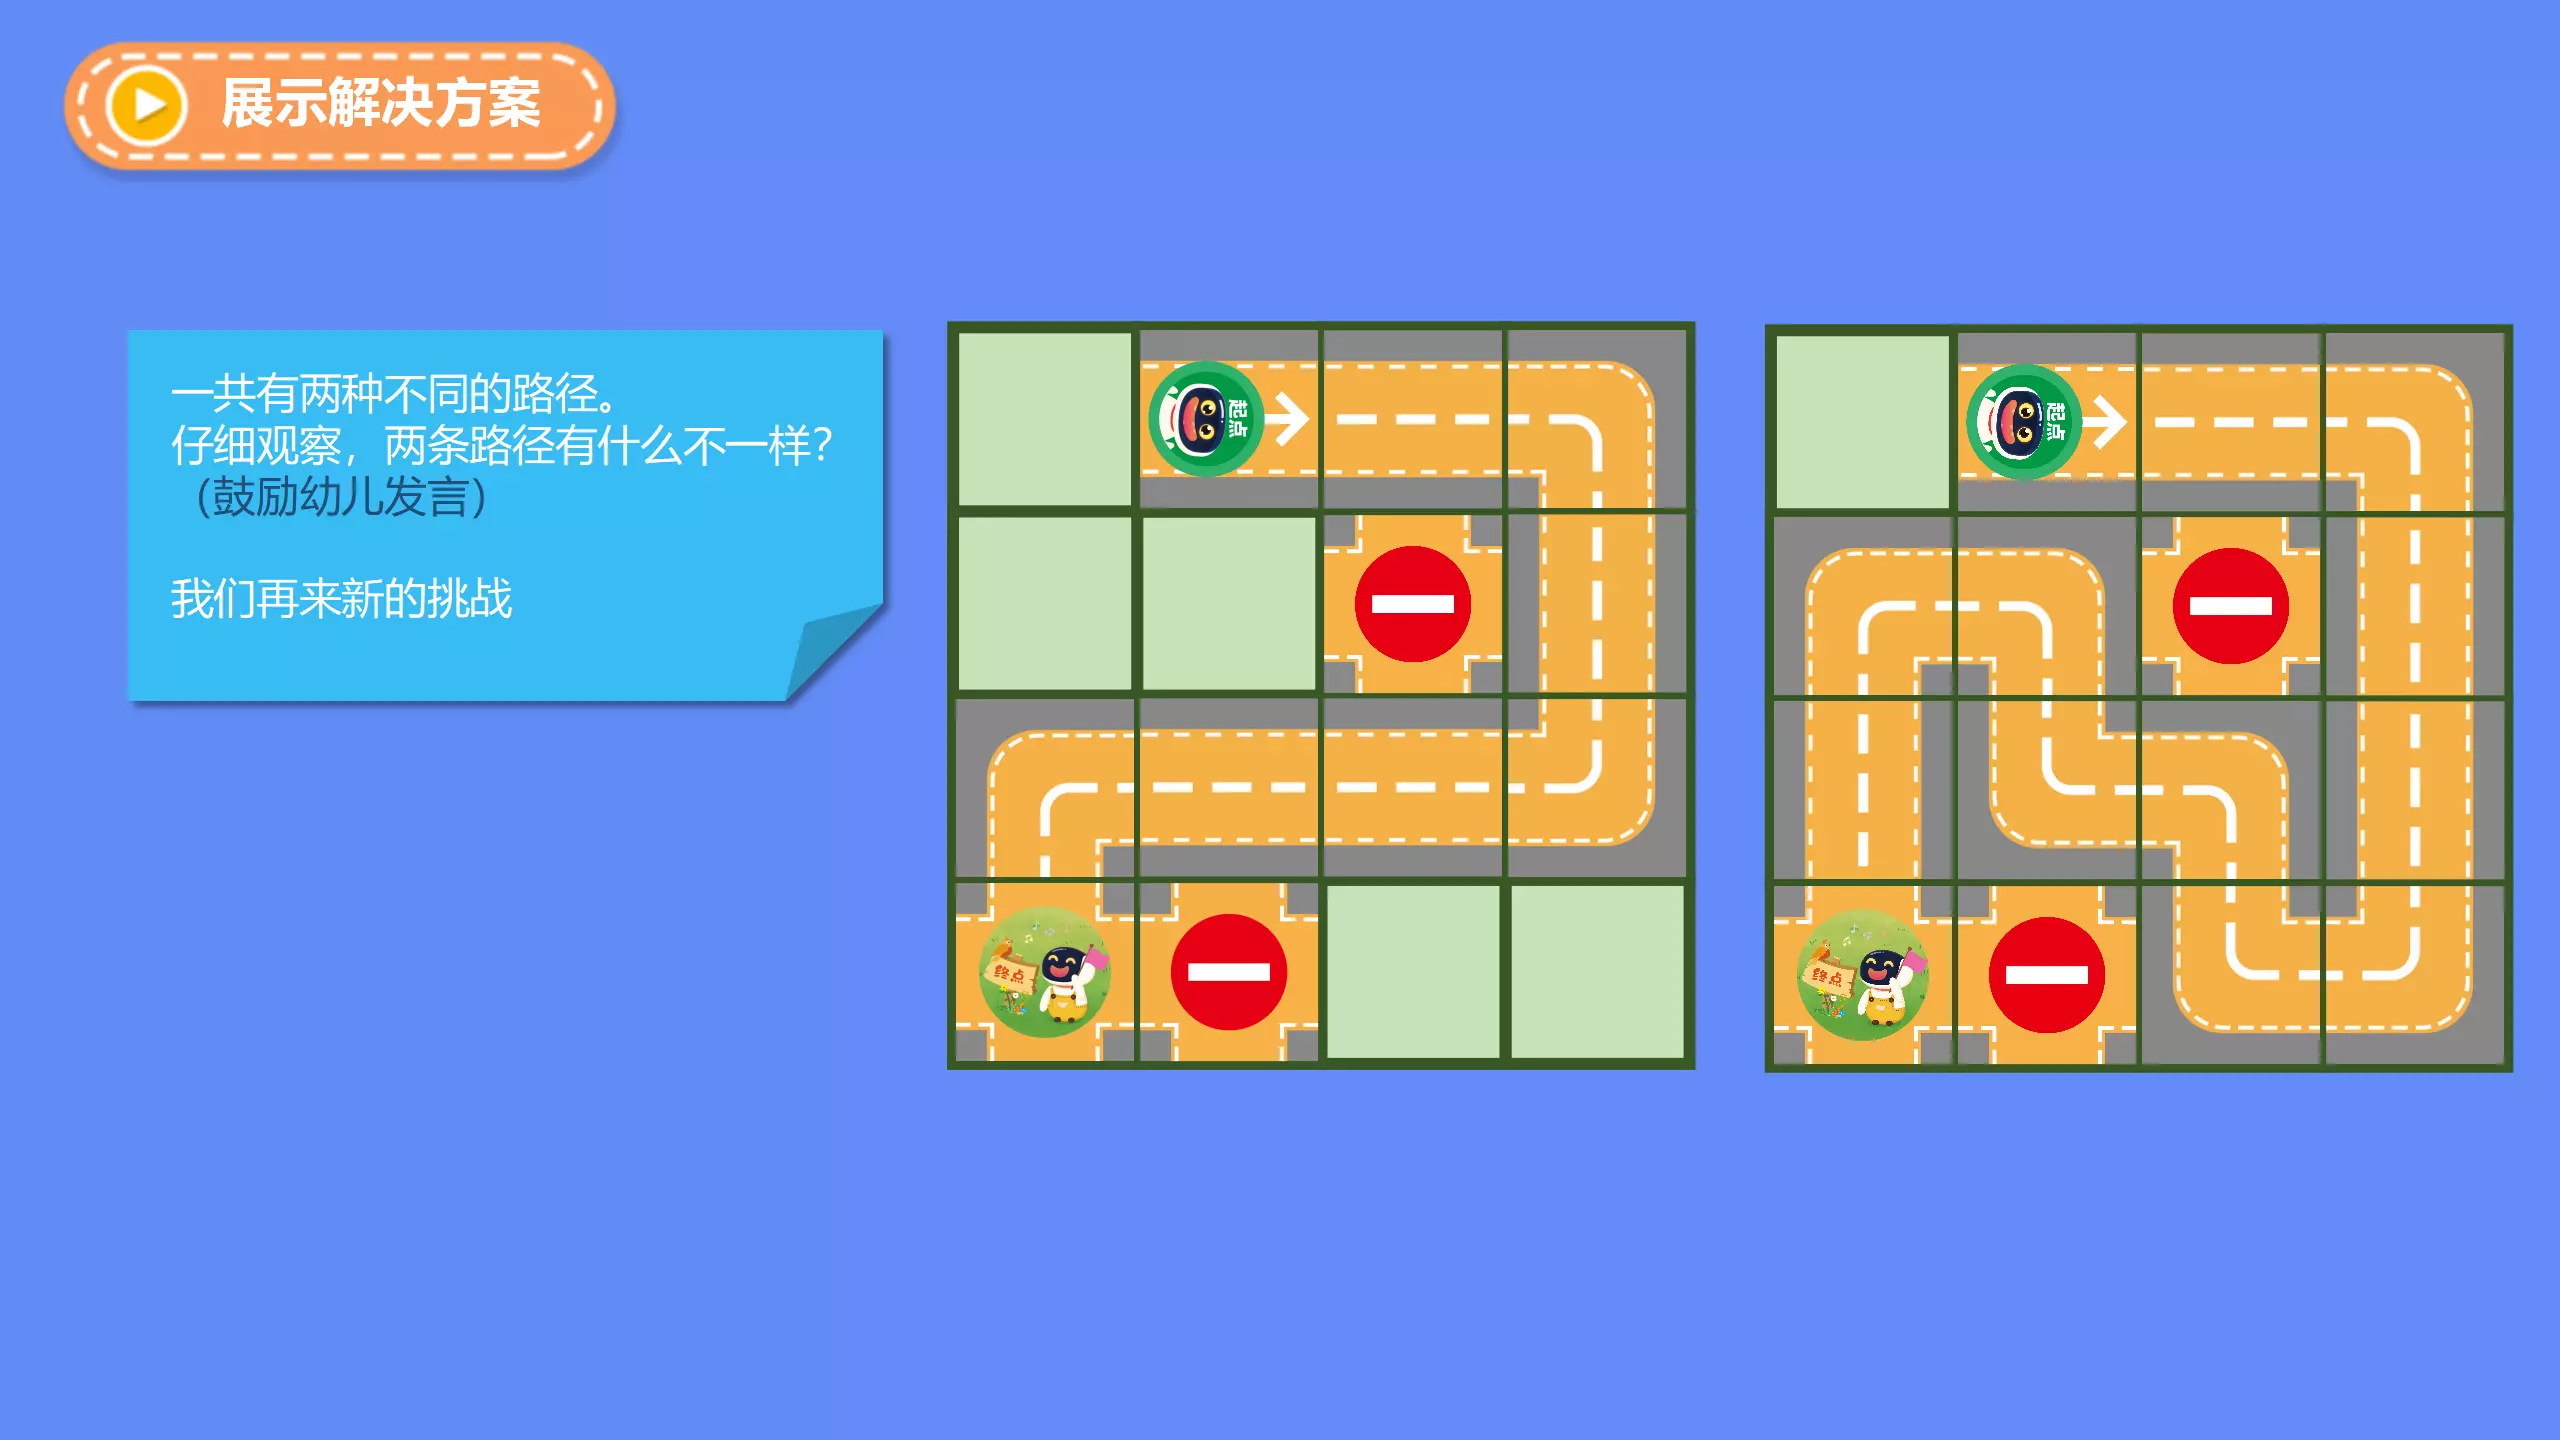 展示解决方案
一共有两种不同的路径。
仔细观察，两条路径有什么不一样？
（鼓励幼儿发言）
我们再来新的挑战
起点
起点
终点
终点